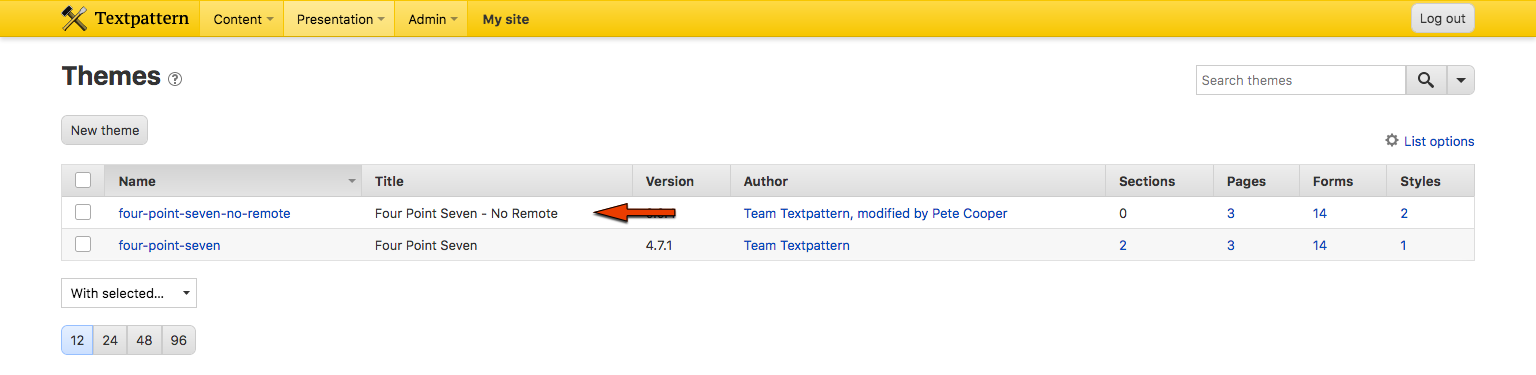 Textpattern Content Presentation Admin My site Log out
Themes ?
Search themes
New theme
List options
Name Title Version Author Sections Pages Forms Styles
four-point-seven-no-remote Four Point Seven - No Remote Team Textpattern, modified by Pete Cooper 0 3 14 2
four-point-seven Four Point Seven 4.7.1 Team Textpattern 2 3 14 1
With selected...
12 24 48 96